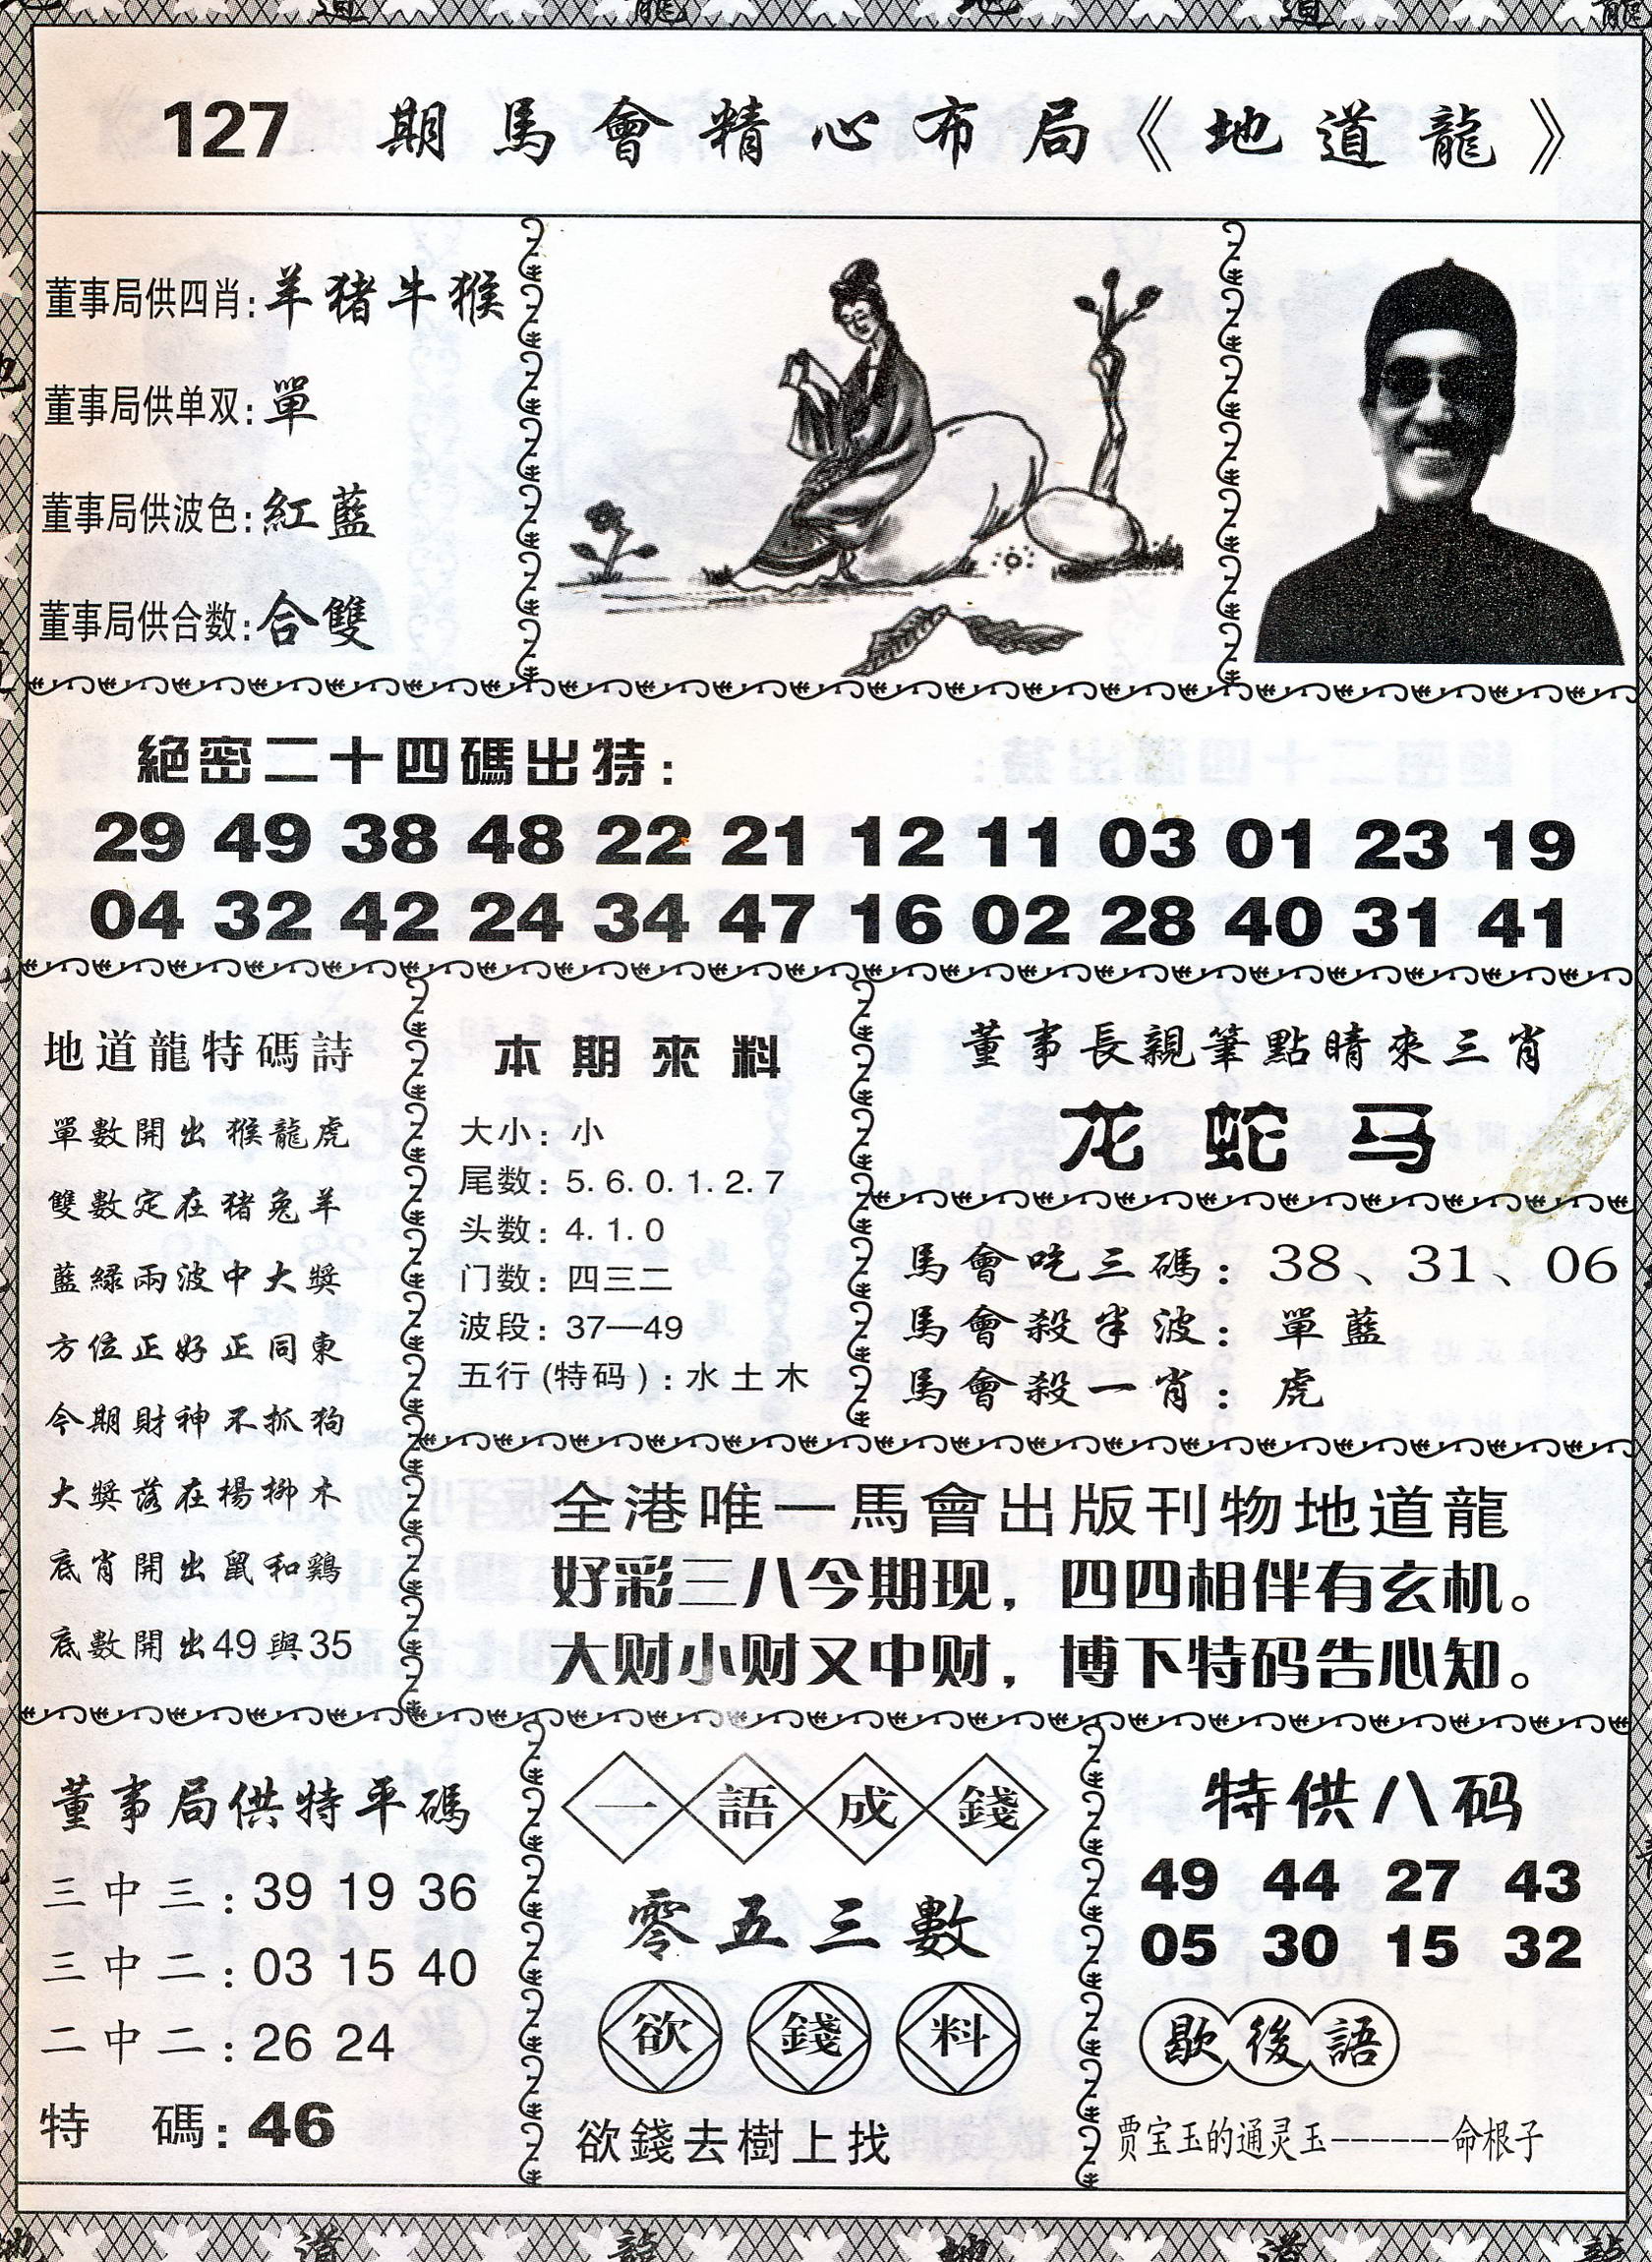 127 期馬會精心布局《地道龍》
董事局供四肖:羊猪牛猴
董事局供单双:單
董事局供波色:紅藍
董事局供合数:合雙
絕密二十四碼出特:
29 49 38 48 22 21 12 11 03 01 23 19
04 32 42 24 34 47 16 02 28 40 31 41
地道龍特碼詩
單數開出猴龍虎
雙數定在猪兔羊
藍緑兩波中大獎
方位正好正同東
今期財神不抓狗
大獎落在楊柳木
底肖開出鼠和鷄
底數開出49與35
本期來料
大小: 小
尾数: 5. 6. 0. 1. 2. 7
头数: 4. 1. 0
门数: 四三二
波段: 37—49
五行 (特码) : 水 土 木
董事長親筆點睛來三肖
龙 蛇 马
馬會吃三碼: 38、31、06
馬會殺半波: 單藍
馬會殺一肖: 虎
全港唯一馬會出版刊物地道龍
好彩三八今期现，四四相伴有玄机。
大财小财又中财，博下特码告心知。
董事局供特平碼
三中三:39 19 36
三中二:03 15 40
二中二:26 24
特 碼:46
一語成錢
零五三數
欲錢料
欲錢去樹上找
特供八码
49 44 27 43
05 30 15 32
歇後語
贾宝玉的通灵玉------命根子
地 道 龍 地 道 龍